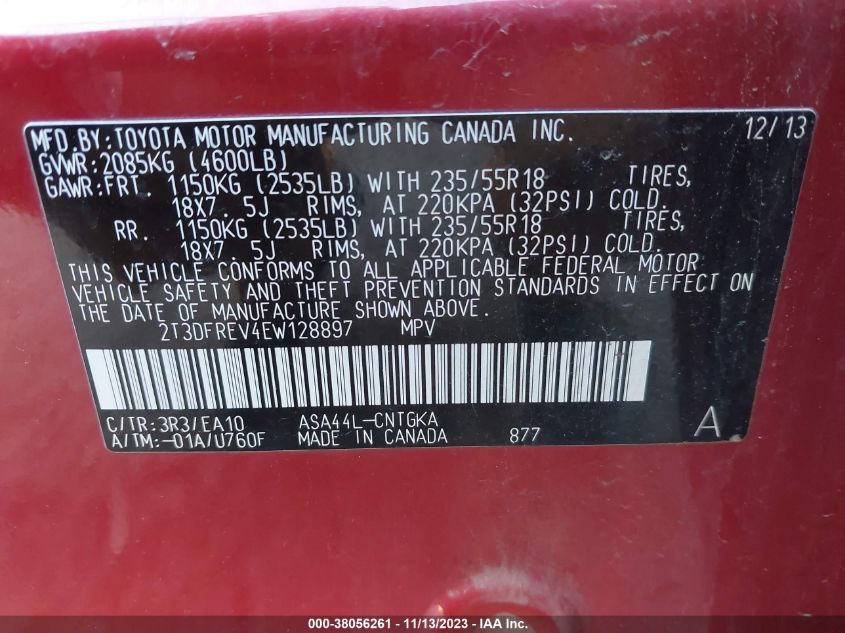 MFD.BY:TOYOTA MOTOR MANUFACTURING CANADA INC. 12/13
GVWR:2085KG (4600LB)
GAWR:FRT. 1150KG (2535LB) WITH 235/55R18 TIRES,
18X7. 5J RIMS, AT 220KPA (32PSI) COLD.
RR. 1150KG (2535LB) WITH 235/55R18 TIRES,
18X7. 5J RIMS, AT 220KPA (32PSI) COLD.
THIS VEHICLE CONFORMS TO ALL APPLICABLE FEDERAL MOTOR
VEHICLE SAFETY AND THEFT PREVENTION STANDARDS IN EFFECT ON
THE DATE OF MANUFACTURE SHOWN ABOVE.
2T3DFREV4EW128897 MPV
C/TR:3R3/EA10 ASA44L-CNTGKA
A/TM:-01A/U760F MADE IN CANADA 877 A
000-38056261 - 11/13/2023 - IAA Inc.